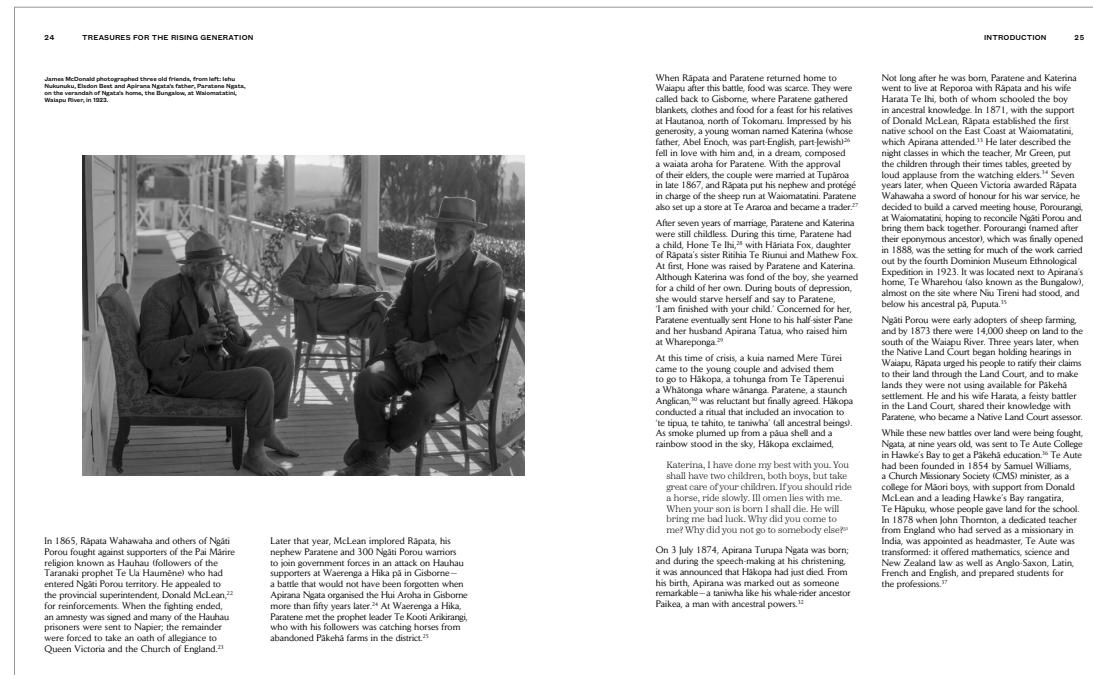 24 TREASURES FOR THE RISING GENERATION
James McDonald photographed three old friends, from left: Iehu
Nukunuku, Elsdon Best and Apirana Ngata's father, Paratene Ngata,
on the verandah of Ngata's home, the Bungalow, at Waiomatatini,
Waiapu River, in 1923.
In 1865, Rāpata Wahawaha and others of Ngāti
Porou fought against supporters of the Pai Mārire
religion known as Hauhau (followers of the
Taranaki prophet Te Ua Haumēne) who had
entered Ngāti Porou territory. He appealed to
the provincial superintendent, Donald McLean,²²
for reinforcements. When the fighting ended,
an amnesty was signed and many of the Hauhau
prisoners were sent to Napier; the remainder
were forced to take an oath of allegiance to
Queen Victoria and the Church of England.²³
Later that year, McLean implored Rāpata, his
nephew Paratene and 300 Ngāti Porou warriors
to join government forces in an attack on Hauhau
supporters at Waerenga a Hika pā in Gisborne—
a battle that would not have been forgotten when
Apirana Ngata organised the Hui Aroha in Gisborne
more than fifty years later.²⁴ At Waerenga a Hika,
Paratene met the prophet leader Te Kooti Arikirangi,
who with his followers was catching horses from
abandoned Pākehā farms in the district.²⁵
INTRODUCTION 25
When Rāpata and Paratene returned home to
Waiapu after this battle, food was scarce. They were
called back to Gisborne, where Paratene gathered
blankets, clothes and food for a feast for his relatives
at Hautanoa, north of Tokomaru. Impressed by his
generosity, a young woman named Katerina (whose
father, Abel Enoch, was part-English, part-Jewish)²⁶
fell in love with him and, in a dream, composed
a waiata aroha for Paratene. With the approval
of their elders, the couple were married at Tupāroa
in late 1867, and Rāpata put his nephew and protégé
in charge of the sheep run at Waiomatatini. Paratene
also set up a store at Te Araroa and became a trader.²⁷
After seven years of marriage, Paratene and Katerina
were still childless. During this time, Paratene had
a child, Hone Te Ihi,²⁸ with Hāriata Fox, daughter
of Rāpata's sister Ritihia Te Riunui and Mathew Fox.
At first, Hone was raised by Paratene and Katerina.
Although Katerina was fond of the boy, she yearned
for a child of her own. During bouts of depression,
she would starve herself and say to Paratene,
'I am finished with your child.' Concerned for her,
Paratene eventually sent Hone to his half-sister Pane
and her husband Apirana Tatua, who raised him
at Whareponga.²⁹
At this time of crisis, a kuia named Mere Tūrei
came to the young couple and advised them
to go to Hākopa, a tohunga from Te Tāperenui
a Whātonga whare wānanga. Paratene, a staunch
Anglican,³⁰ was reluctant but finally agreed. Hākopa
conducted a ritual that included an invocation to
'te tipua, te tahito, te taniwha' (all ancestral beings).
As smoke plumed up from a pāua shell and a
rainbow stood in the sky, Hākopa exclaimed,
Katerina, I have done my best with you. You
shall have two children, both boys, but take
great care of your children. If you should ride
a horse, ride slowly. Ill omen lies with me.
When your son is born I shall die. He will
bring me bad luck. Why did you come to
me? Why did you not go to somebody else?³¹
On 3 July 1874, Apirana Turupa Ngata was born;
and during the speech-making at his christening,
it was announced that Hākopa had just died. From
his birth, Apirana was marked out as someone
remarkable—a taniwha like his whale-rider ancestor
Paikea, a man with ancestral powers.³²
Not long after he was born, Paratene and Katerina
went to live at Reporoa with Rāpata and his wife
Harata Te Ihi, both of whom schooled the boy
in ancestral knowledge. In 1871, with the support
of Donald McLean, Rāpata established the first
native school on the East Coast at Waiomatatini,
which Apirana attended.³³ He later described the
night classes in which the teacher, Mr Green, put
the children through their times tables, greeted by
loud applause from the watching elders.³⁴ Seven
years later, when Queen Victoria awarded Rāpata
Wahawaha a sword of honour for his war service, he
decided to build a carved meeting house, Porourangi,
at Waiomatatini, hoping to reconcile Ngāti Porou and
bring them back together. Porourangi (named after
their eponymous ancestor), which was finally opened
in 1888, was the setting for much of the work carried
out by the fourth Dominion Museum Ethnological
Expedition in 1923. It was located next to Apirana's
home, Te Wharehou (also known as the Bungalow),
almost on the site where Niu Tireni had stood, and
below his ancestral pā, Puputa.³⁵
Ngāti Porou were early adopters of sheep farming,
and by 1873 there were 14,000 sheep on land to the
south of the Waiapu River. Three years later, when
the Native Land Court began holding hearings in
Waiapu, Rāpata urged his people to ratify their claims
to their land through the Land Court, and to make
lands they were not using available for Pākehā
settlement. He and his wife Harata, a feisty battler
in the Land Court, shared their knowledge with
Paratene, who became a Native Land Court assessor.
While these new battles over land were being fought,
Ngata, at nine years old, was sent to Te Aute College
in Hawke's Bay to get a Pākehā education.³⁶ Te Aute
had been founded in 1854 by Samuel Williams,
a Church Missionary Society (CMS) minister, as a
college for Māori boys, with support from Donald
McLean and a leading Hawke's Bay rangatira,
Te Hāpuku, whose people gave land for the school.
In 1878 when John Thornton, a dedicated teacher
from England who had served as a missionary in
India, was appointed as headmaster, Te Aute was
transformed: it offered mathematics, science and
New Zealand law as well as Anglo-Saxon, Latin,
French and English, and prepared students for
the professions.³⁷